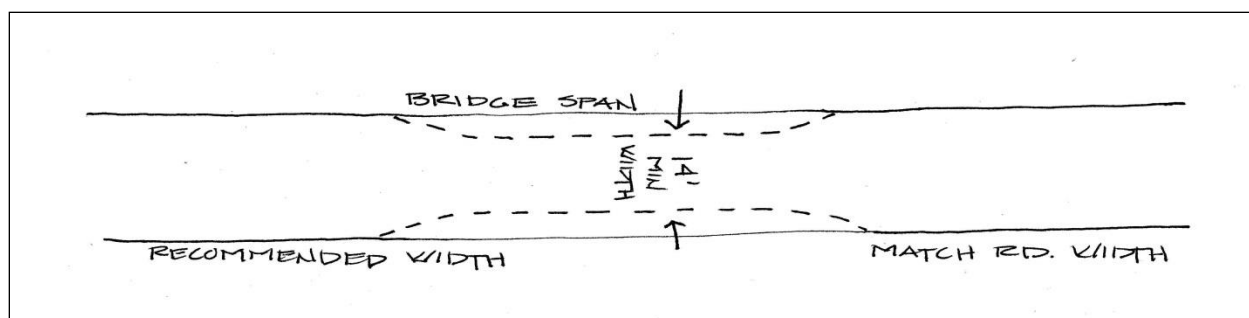 BRIDGE SPAN
14'
MIN
WIDTH
RECOMMENDED WIDTH
MATCH RD. WIDTH